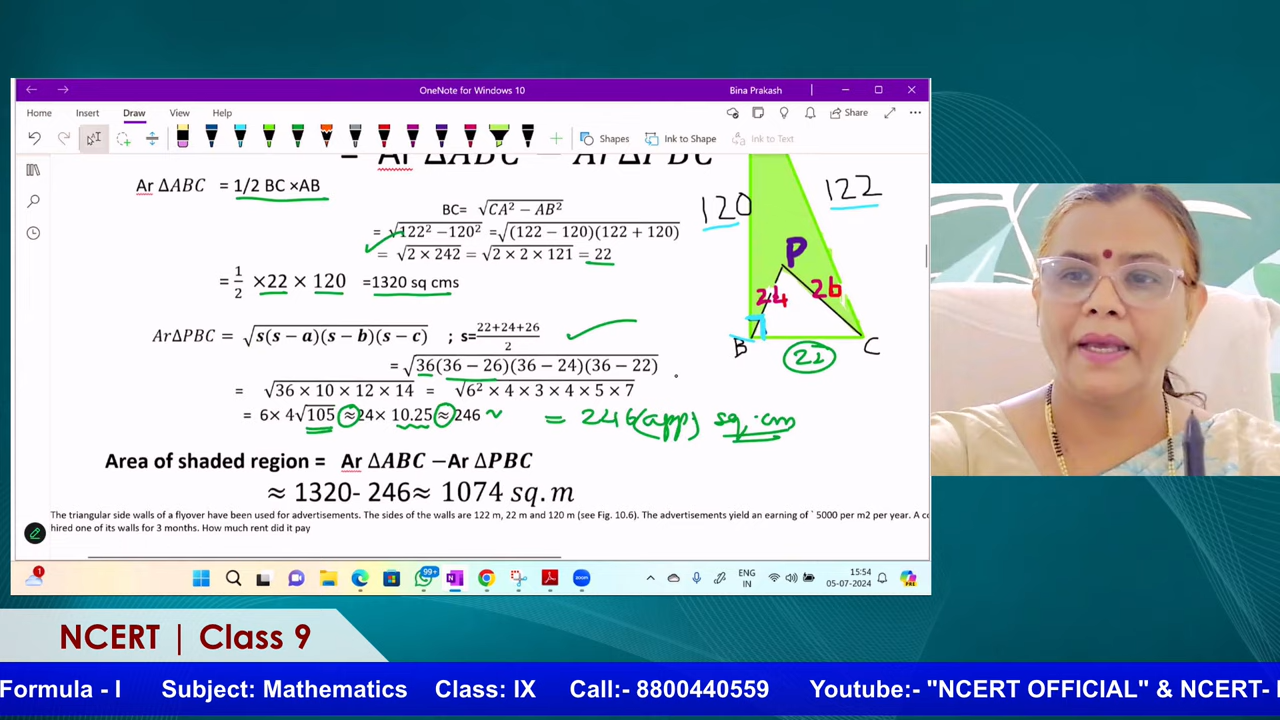 OneNote for Windows 10
Bina Prakash
Home Insert Draw View Help
Shapes Ink to Shape Ink to Text Share
= Ar ΔABC − Ar ΔPBC
Ar ΔABC = 1/2 BC ×AB
BC= √(CA² − AB²)
= √(122² −120²) =√((122 − 120)(122 + 120)
= √(2 × 242) = √(2 × 2 × 121) = 22
= 1/2 ×22 × 120 =1320 sq cms
ArΔPBC = √(s(s − a)(s − b)(s − c)) ; s= (22+24+26)/2
= √(36(36 − 26)(36 − 24)(36 − 22)
= √(36 × 10 × 12 × 14) = √(6² × 4 × 3 × 4 × 5 × 7)
= 6× 4√105 ≈24× 10.25 ≈246 ~ = 246(app) sq.cm
120
122
P
24 26
B 22 C
Area of shaded region = Ar ΔABC −Ar ΔPBC
≈ 1320- 246≈ 1074 sq.m
The triangular side walls of a flyover have been used for advertisements. The sides of the walls are 122 m, 22 m and 120 m (see Fig. 10.6). The advertisements yield an earning of ` 5000 per m2 per year. A
hired one of its walls for 3 months. How much rent did it pay
1
99+
zoom
ENG
IN
15:54
05-07-2024
NCERT | Class 9
Formula - I Subject: Mathematics Class: IX Call:- 8800440559 Youtube:- "NCERT OFFICIAL" & NCERT-